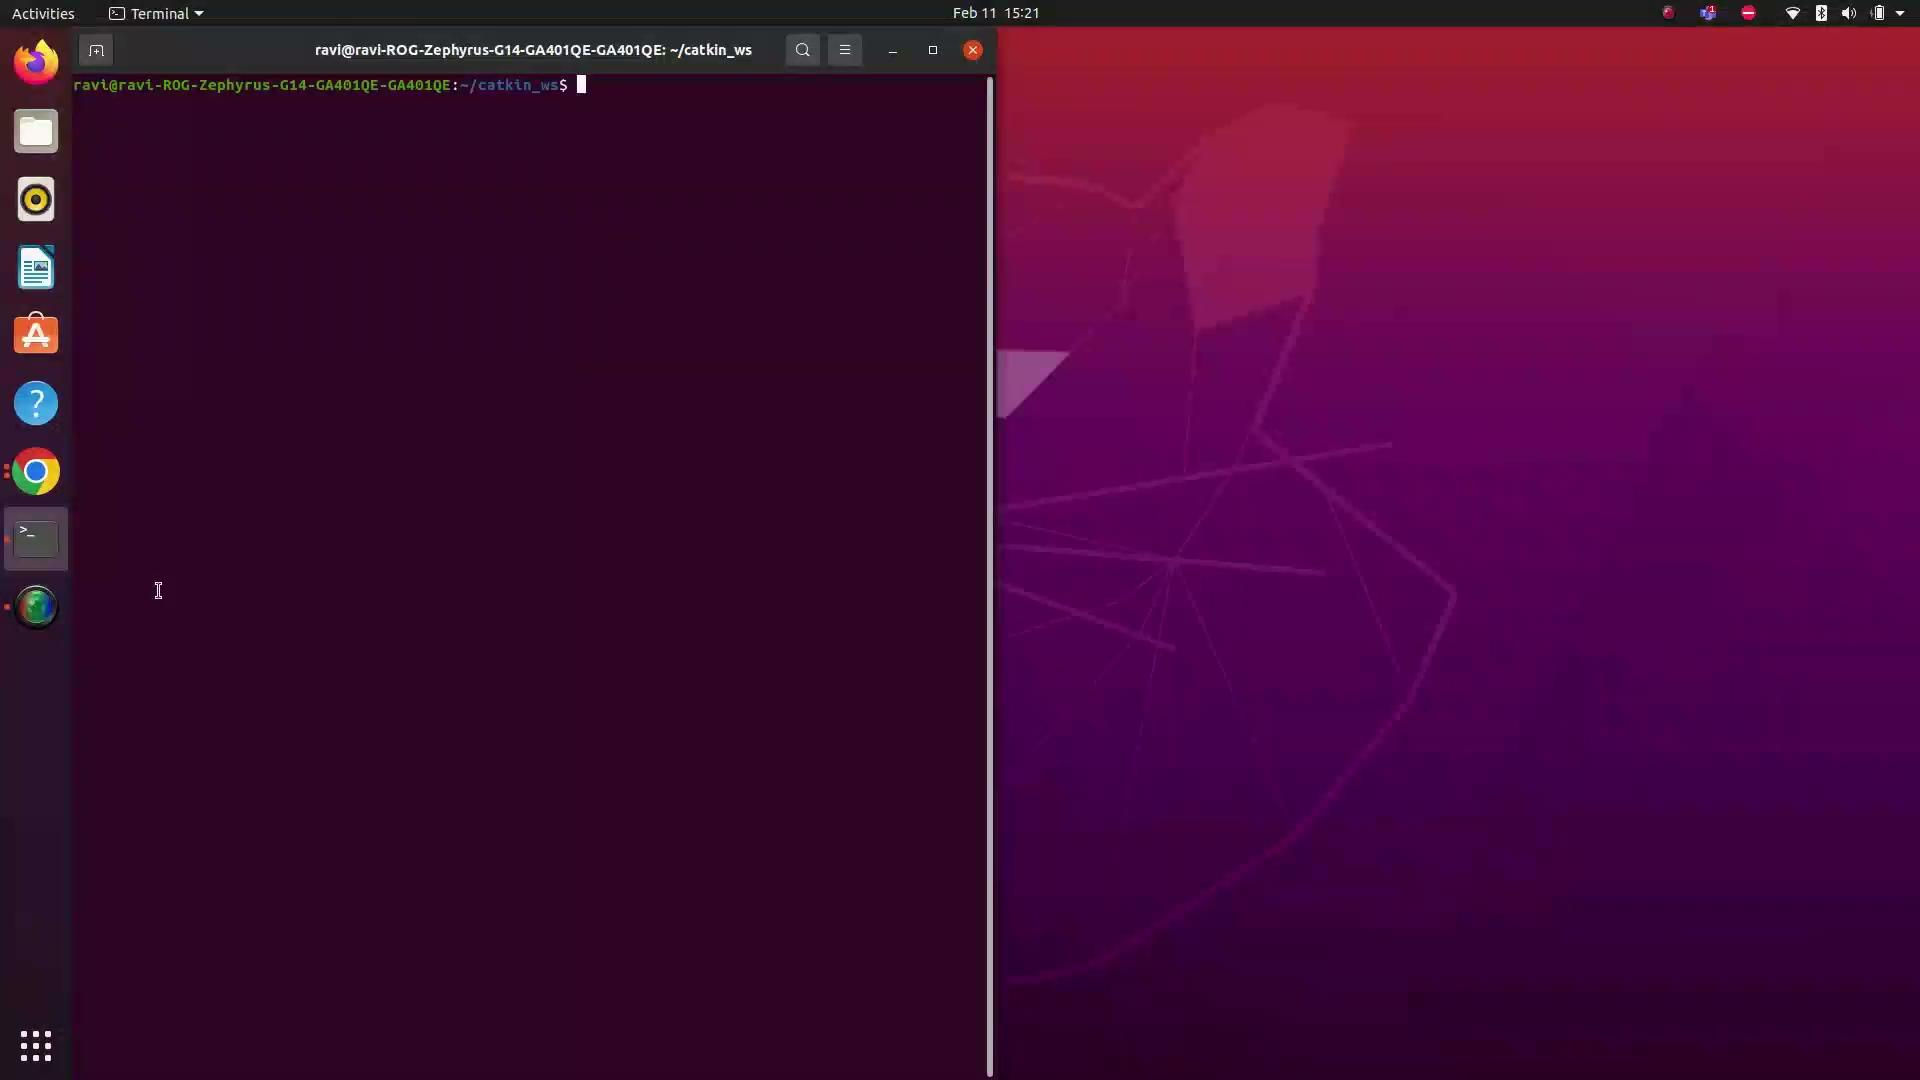 Activities Terminal Feb 11 15:21
ravi@ravi-ROG-Zephyrus-G14-GA401QE-GA401QE: ~/catkin_ws
ravi@ravi-ROG-Zephyrus-G14-GA401QE-GA401QE:~/catkin_ws$